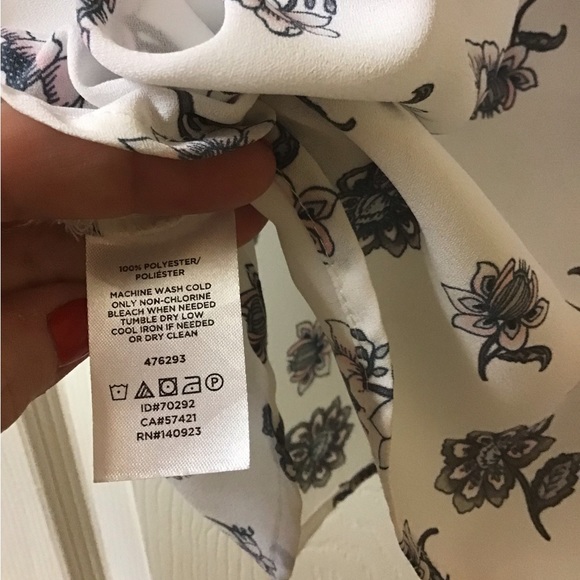 100% POLYESTER/
POLIÉSTER
MACHINE WASH COLD
ONLY NON-CHLORINE
BLEACH WHEN NEEDED
TUMBLE DRY LOW
COOL IRON IF NEEDED
OR DRY CLEAN
476293
P
ID#70292
CA#57421
RN#140923